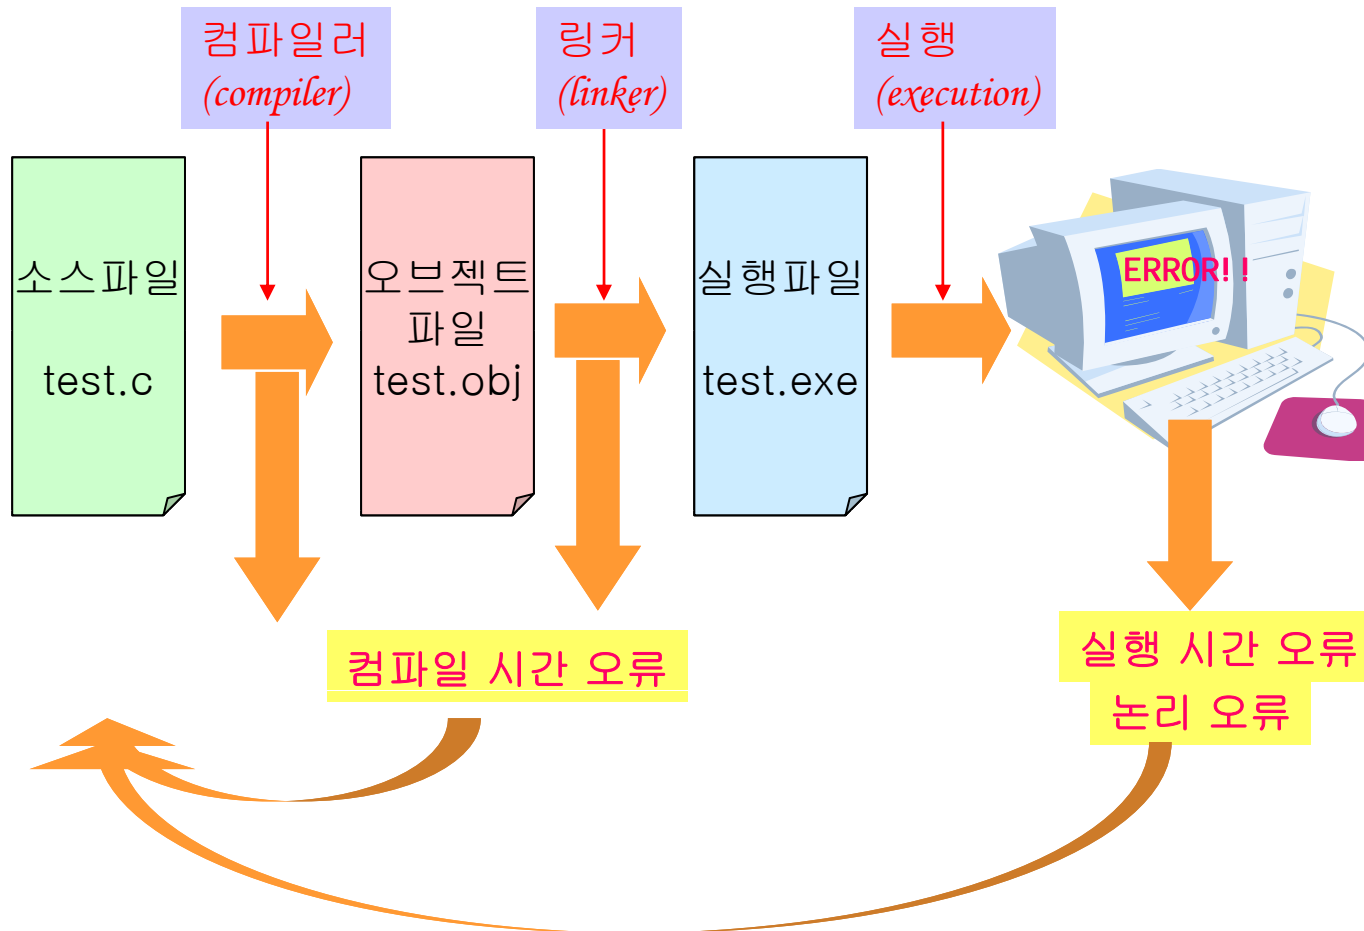 컴파일러
(compiler)
링커
(linker)
실행
(execution)
소스파일
test.c
오브젝트
파일
test.obj
실행파일
test.exe
ERROR!!
컴파일 시간 오류
실행 시간 오류
논리 오류